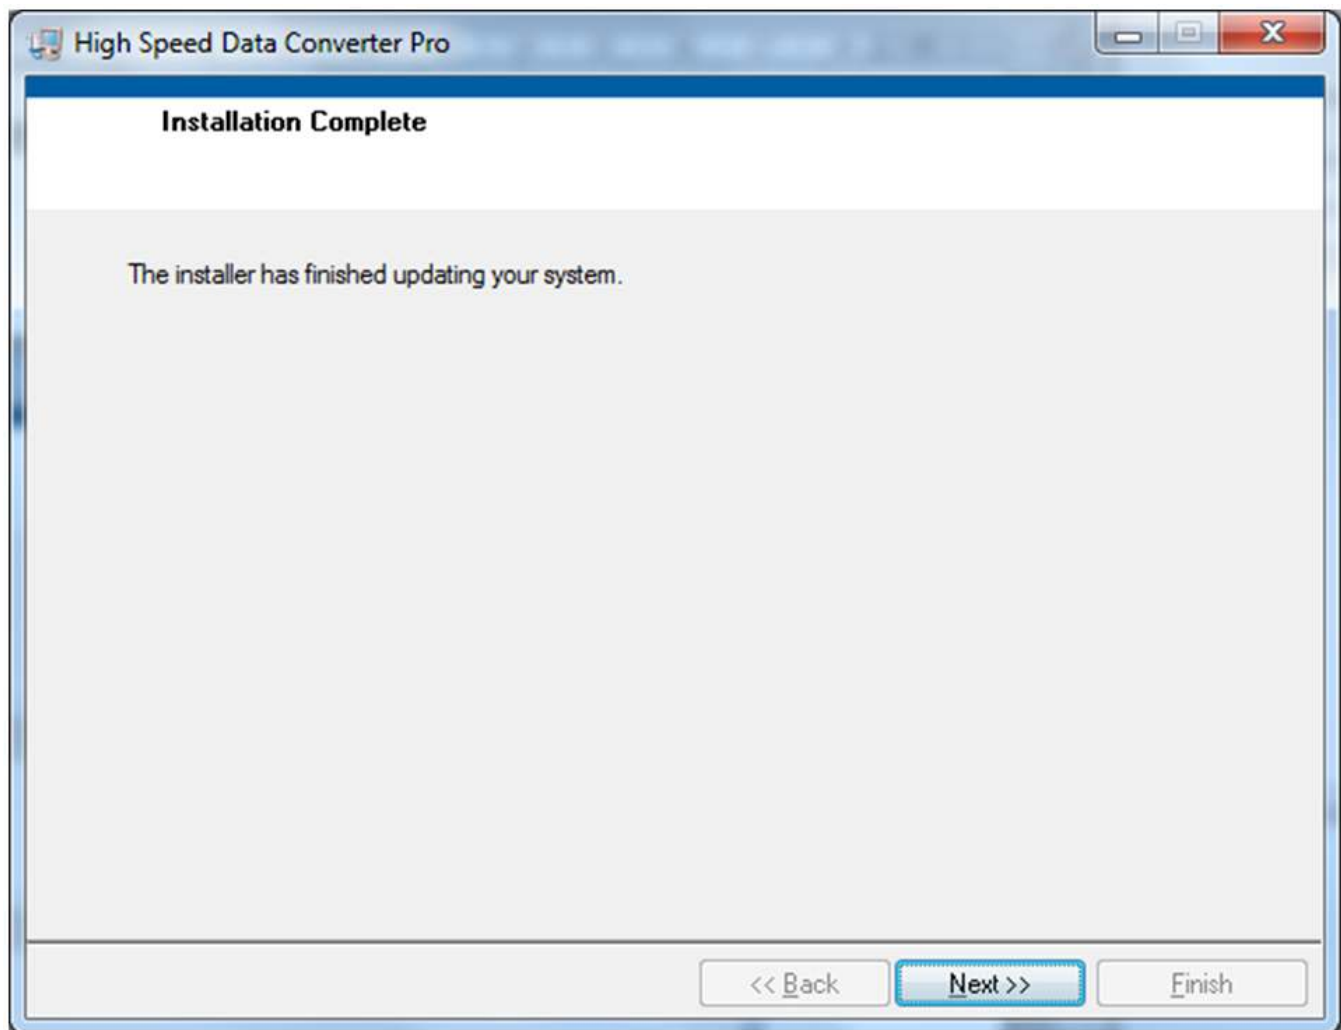 High Speed Data Converter Pro
Installation Complete
The installer has finished updating your system.
<< Back
Next >>
Finish